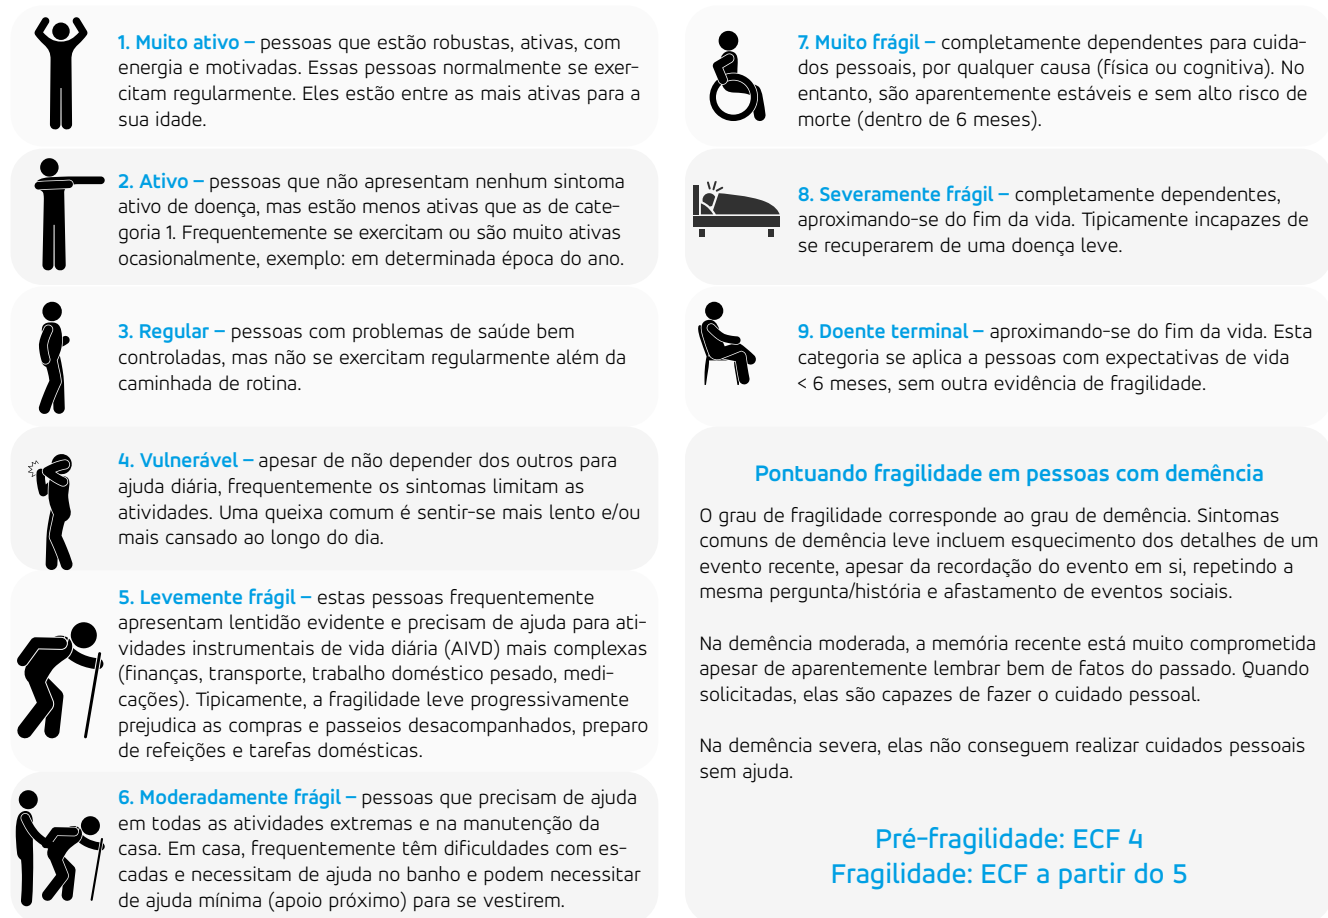 1. Muito ativo – pessoas que estão robustas, ativas, com
energia e motivadas. Essas pessoas normalmente se exer-
citam regularmente. Eles estão entre as mais ativas para a
sua idade.
2. Ativo – pessoas que não apresentam nenhum sintoma
ativo de doença, mas estão menos ativas que as de cate-
goria 1. Frequentemente se exercitam ou são muito ativas
ocasionalmente, exemplo: em determinada época do ano.
3. Regular – pessoas com problemas de saúde bem
controladas, mas não se exercitam regularmente além da
caminhada de rotina.
4. Vulnerável – apesar de não depender dos outros para
ajuda diária, frequentemente os sintomas limitam as
atividades. Uma queixa comum é sentir-se mais lento e/ou
mais cansado ao longo do dia.
5. Levemente frágil – estas pessoas frequentemente
apresentam lentidão evidente e precisam de ajuda para ati-
vidades instrumentais de vida diária (AIVD) mais complexas
(finanças, transporte, trabalho doméstico pesado, medi-
cações). Tipicamente, a fragilidade leve progressivamente
prejudica as compras e passeios desacompanhados, preparo
de refeições e tarefas domésticas.
6. Moderadamente frágil – pessoas que precisam de ajuda
em todas as atividades extremas e na manutenção da
casa. Em casa, frequentemente têm dificuldades com es-
cadas e necessitam de ajuda no banho e podem necessitar
de ajuda mínima (apoio próximo) para se vestirem.
7. Muito frágil – completamente dependentes para cuida-
dos pessoais, por qualquer causa (física ou cognitiva). No
entanto, são aparentemente estáveis e sem alto risco de
morte (dentro de 6 meses).
8. Severamente frágil – completamente dependentes,
aproximando-se do fim da vida. Tipicamente incapazes de
se recuperarem de uma doença leve.
9. Doente terminal – aproximando-se do fim da vida. Esta
categoria se aplica a pessoas com expectativas de vida
< 6 meses, sem outra evidência de fragilidade.
Pontuando fragilidade em pessoas com demência
O grau de fragilidade corresponde ao grau de demência. Sintomas
comuns de demência leve incluem esquecimento dos detalhes de um
evento recente, apesar da recordação do evento em si, repetindo a
mesma pergunta/história e afastamento de eventos sociais.
Na demência moderada, a memória recente está muito comprometida
apesar de aparentemente lembrar bem de fatos do passado. Quando
solicitadas, elas são capazes de fazer o cuidado pessoal.
Na demência severa, elas não conseguem realizar cuidados pessoais
sem ajuda.
Pré-fragilidade: ECF 4
Fragilidade: ECF a partir do 5